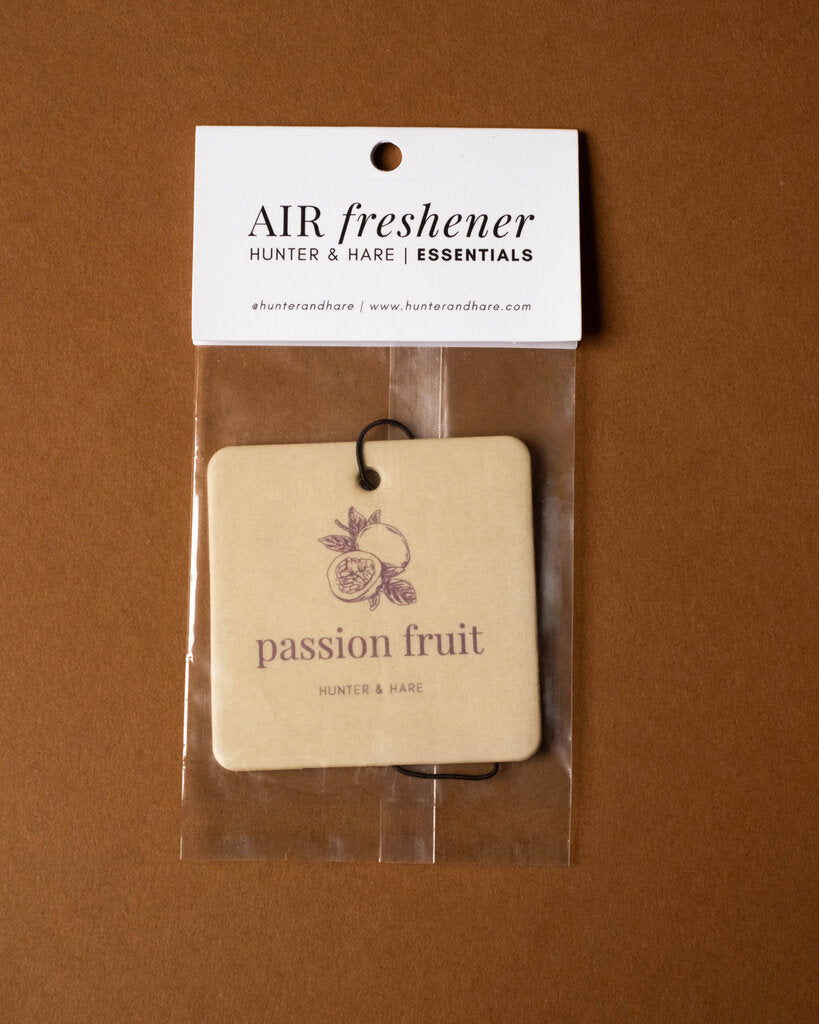 AIR freshener
HUNTER & HARE | ESSENTIALS
@hunterandhare | www.hunterandhare.com
passion fruit
HUNTER & HARE